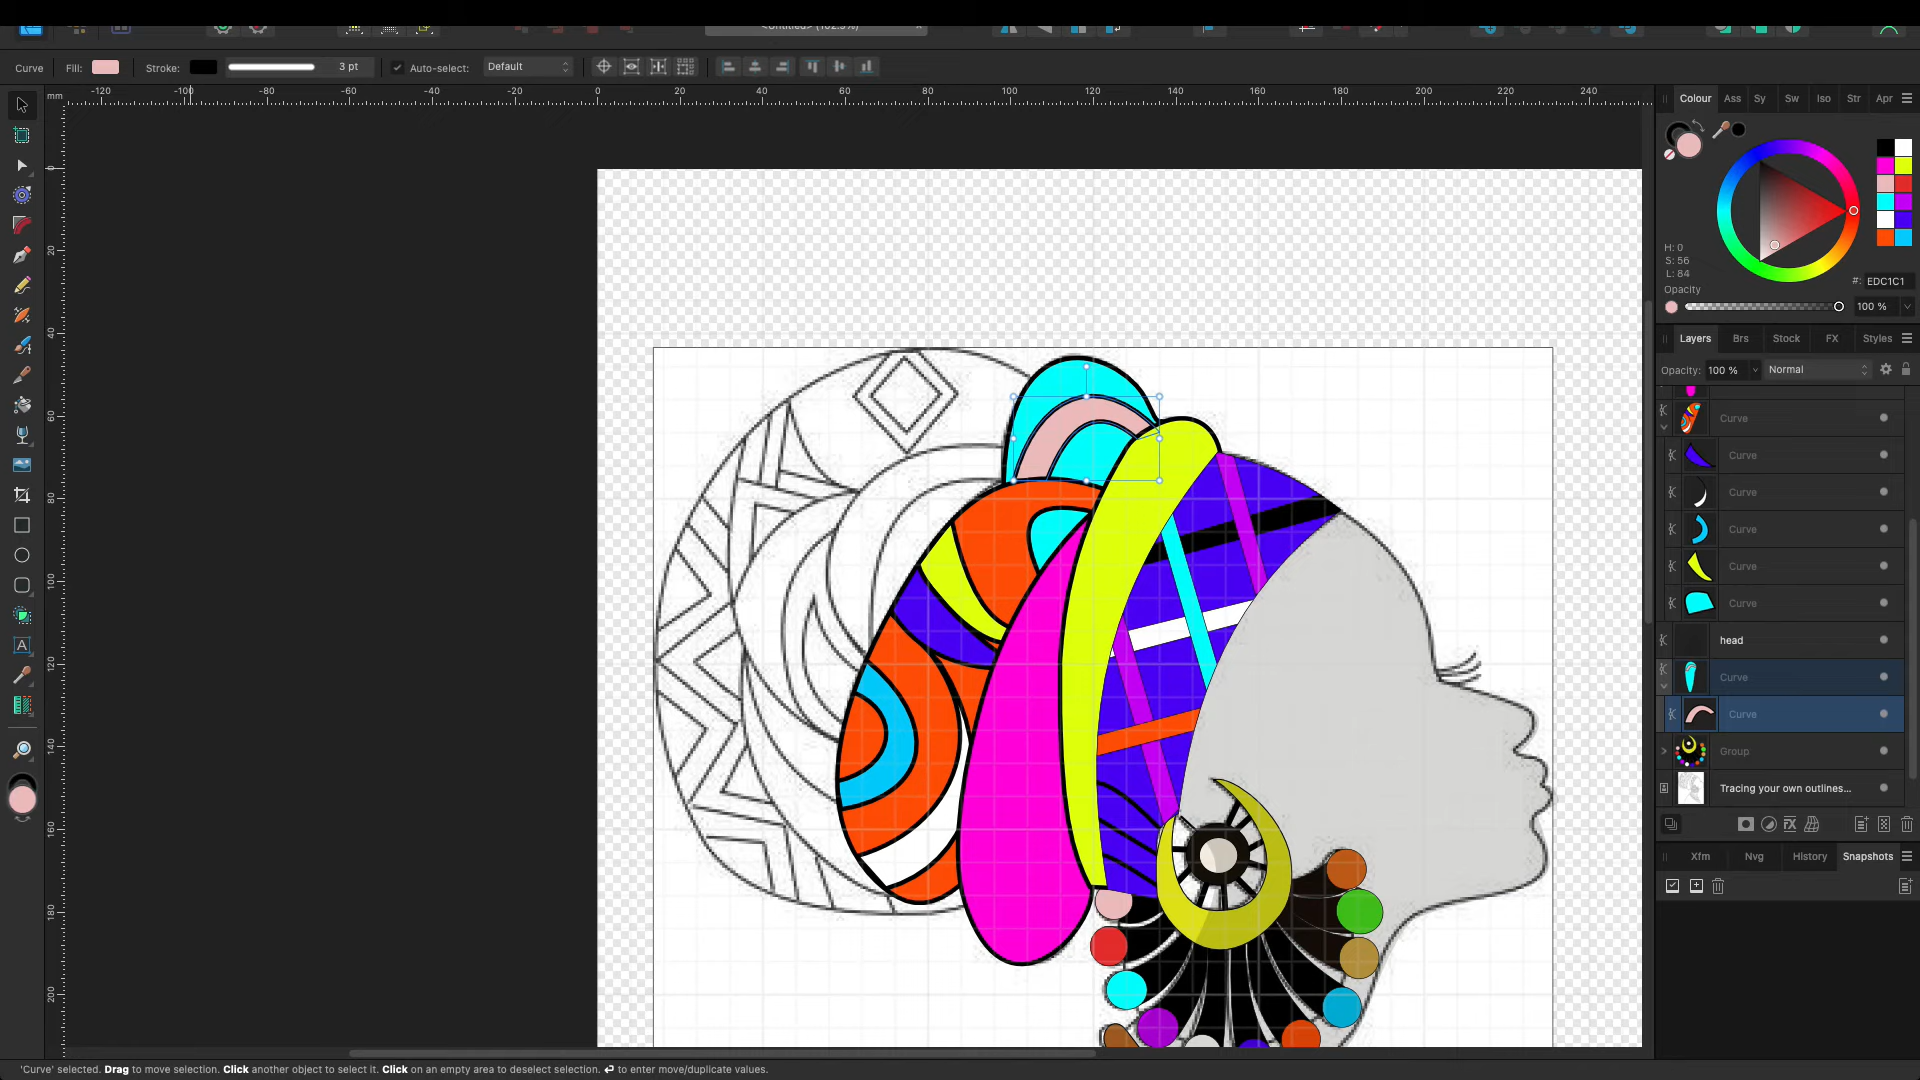 <Untitled> (102.5%)
Curve Fill: Stroke: 3 pt Auto-select: Default
mm -120 -100 -80 -60 -40 -20 0 20 40 60 80 100 120 140 160 180 200 220 240
0
20
40
60
80
100
120
140
160
180
200
Colour Ass Sy Sw Iso Str Apr
H: 0
S: 56
L: 84
#: EDC1C1
Opacity
100 %
Layers Brs Stock FX Styles
Opacity: 100 % Normal
Curve
Curve
Curve
Curve
Curve
Curve
head
Curve
Curve
Group
Tracing your own outlines...
Xfm Nvg History Snapshots
'Curve' selected. Drag to move selection. Click another object to select it. Click on an empty area to deselect selection. ↵ to enter move/duplicate values.